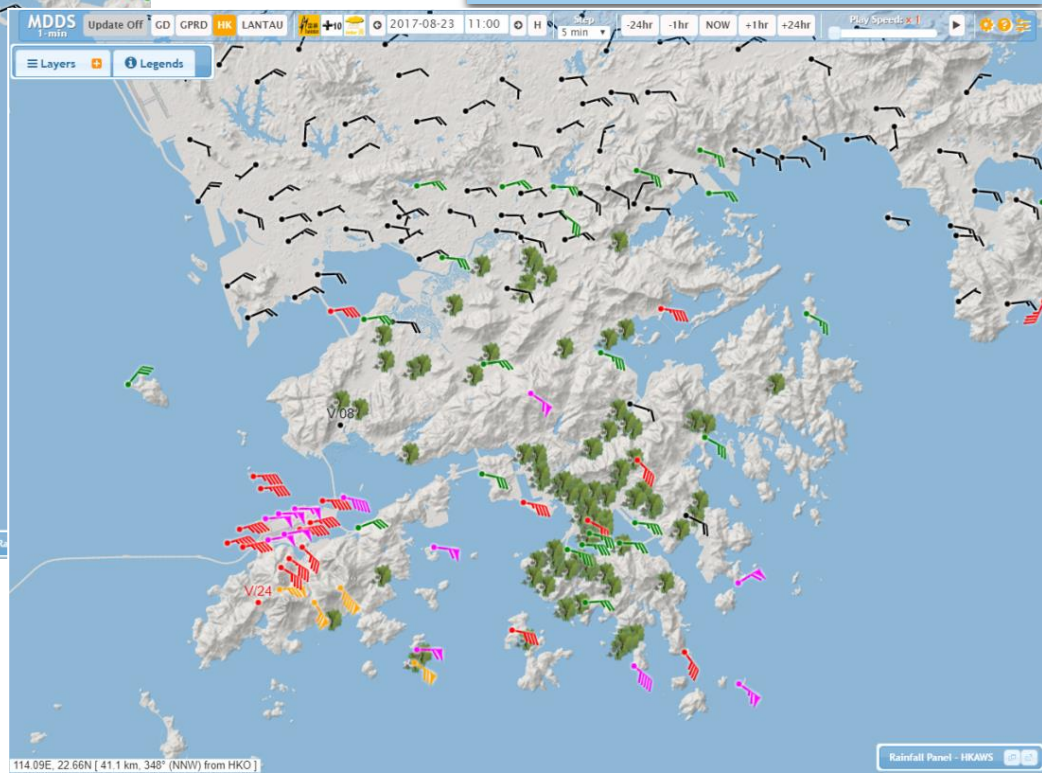 MDDS
1-min
Update Off GD GPRD HK LANTAU +10 2017-08-23 11:00 H Step 5 min -24hr -1hr NOW +1hr +24hr Play Speed: x 1
Layers Legends
V/08
V/24
114.09E, 22.66N [ 41.1 km, 348° (NNW) from HKO ]
Rainfall Panel - HKAWS